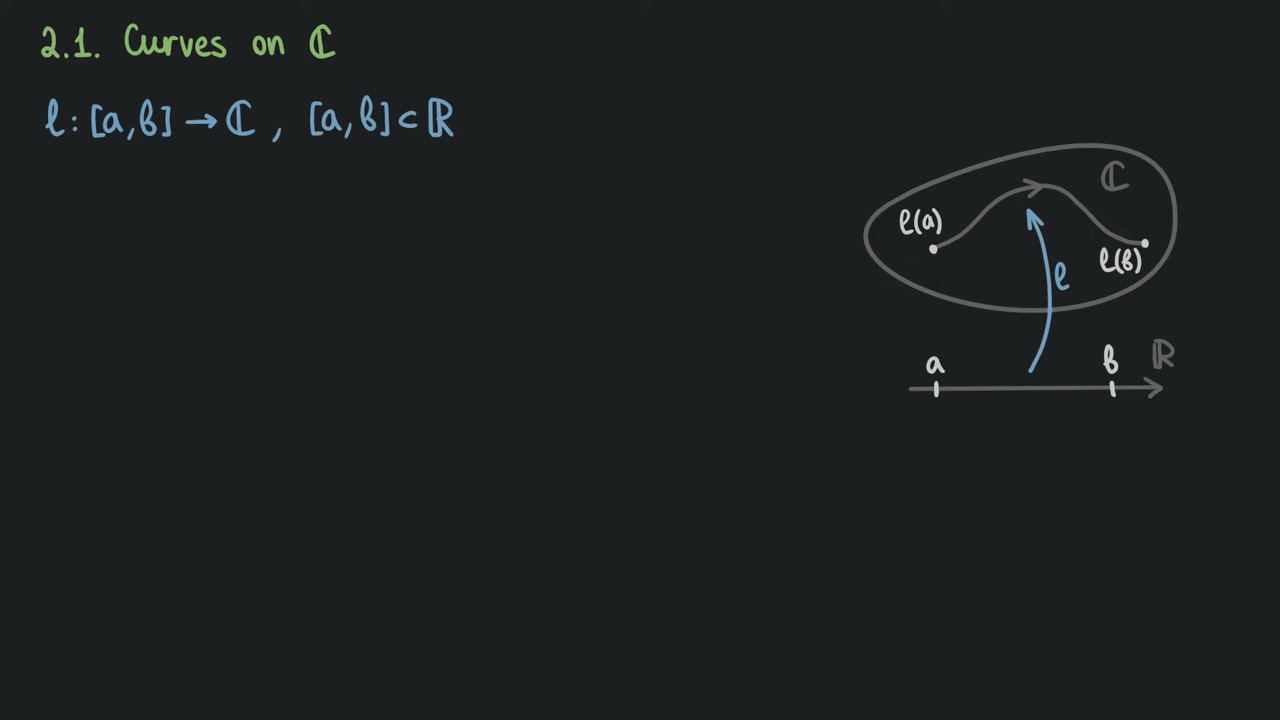 2.1. Curves on ℂ
ℓ: [a,b] → ℂ , [a,b] ⊂ ℝ
ℂ
ℓ(a)
ℓ(b)
ℓ
a
b
ℝ